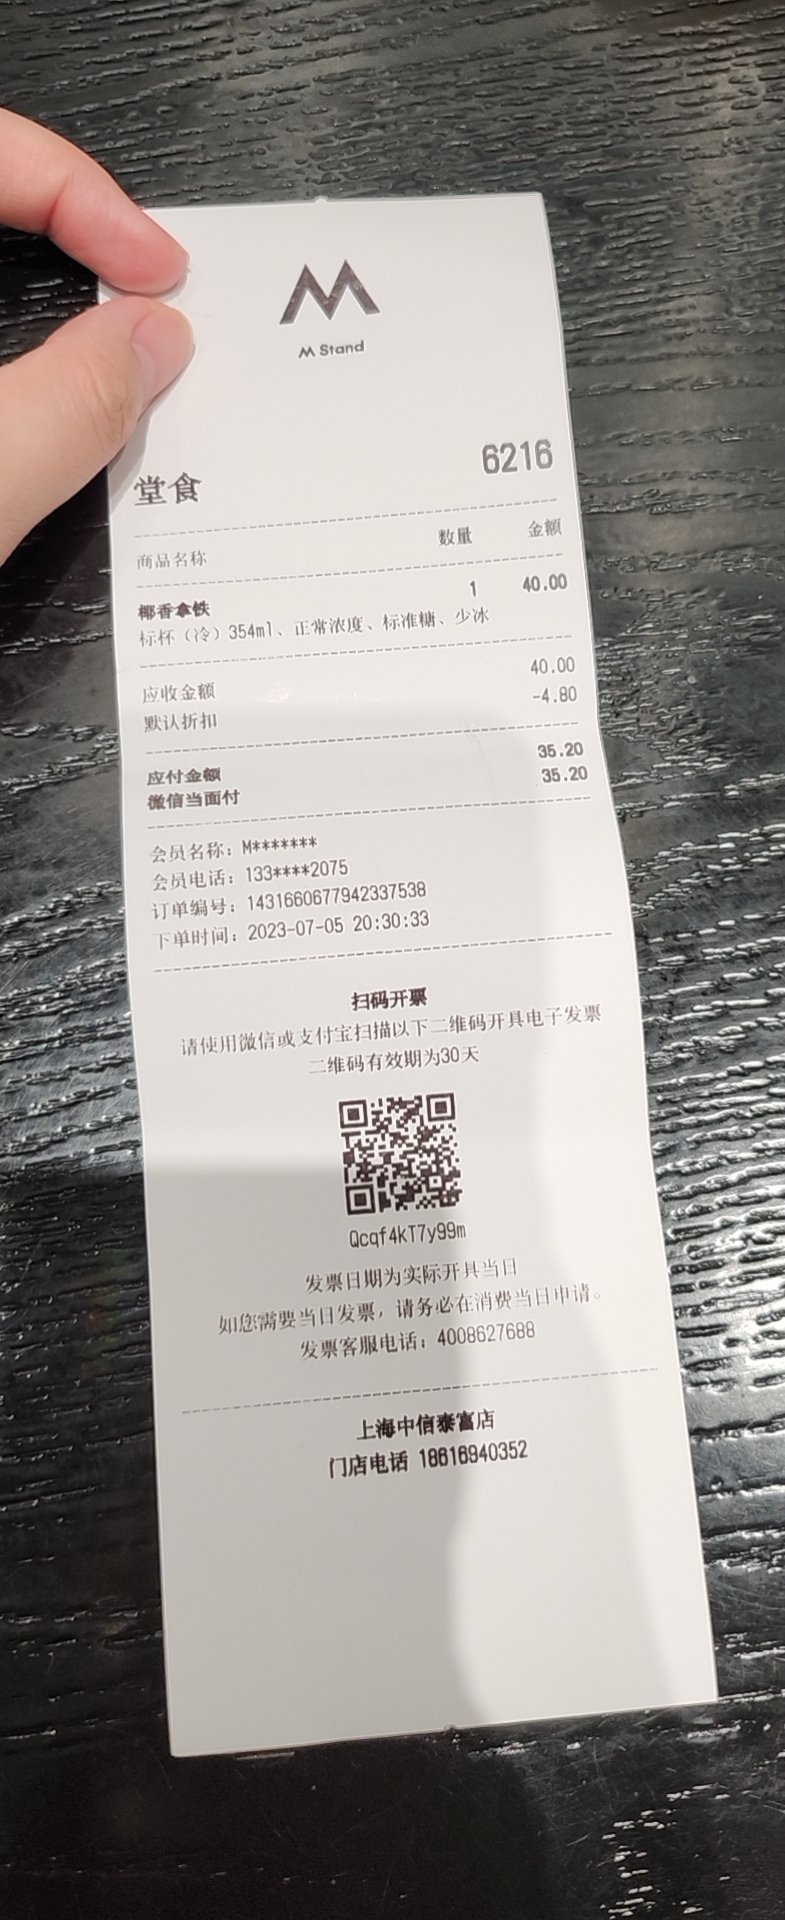 M Stand
堂食 6216
商品名称 数量 金额
椰香拿铁 1 40.00
标杯（冷）354ml、正常浓度、标准糖、少冰
应收金额 40.00
默认折扣 -4.80
应付金额 35.20
微信当面付 35.20
会员名称：M*******
会员电话：133****2075
订单编号：1431660677942337538
下单时间：2023-07-05 20:30:33
扫码开票
请使用微信或支付宝扫描以下二维码开具电子发票
二维码有效期为30天
Qcqf4kT7y99m
发票日期为实际开具当日
如您需要当日发票，请务必在消费当日申请。
发票客服电话：4008627688
上海中信泰富店
门店电话 18616940352